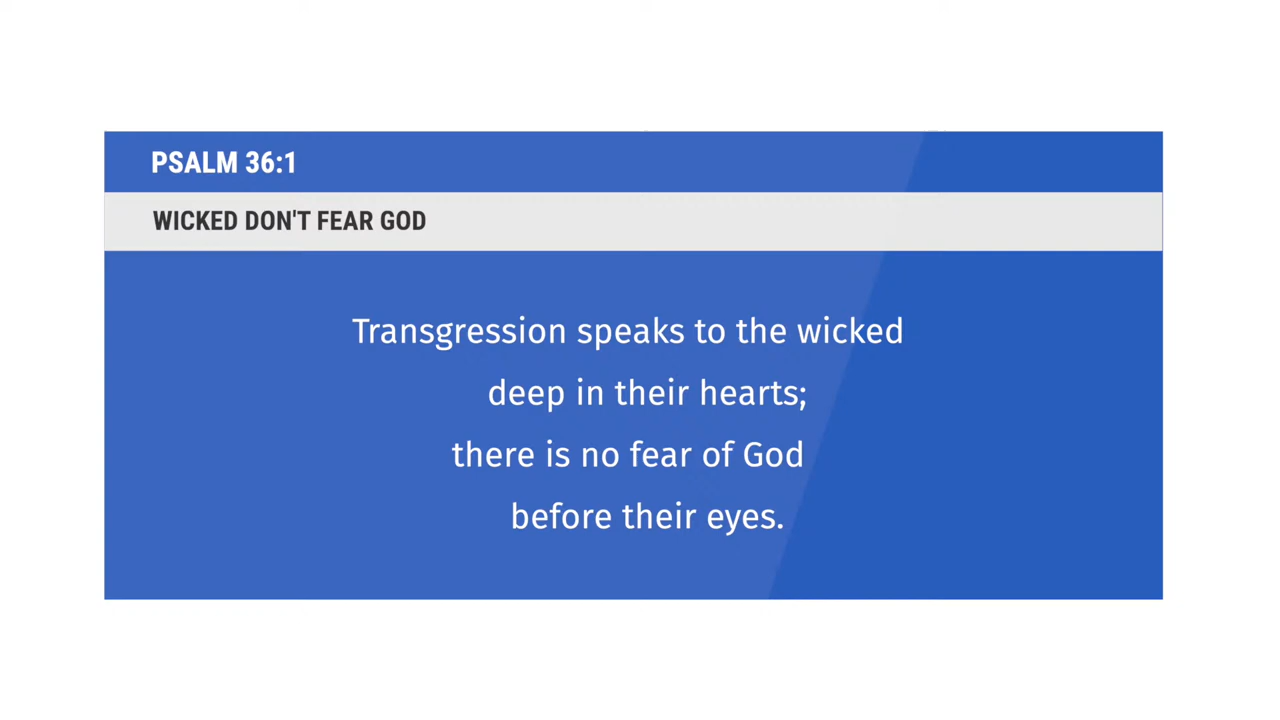 PSALM 36:1
WICKED DON'T FEAR GOD
Transgression speaks to the wicked
deep in their hearts;
there is no fear of God
before their eyes.